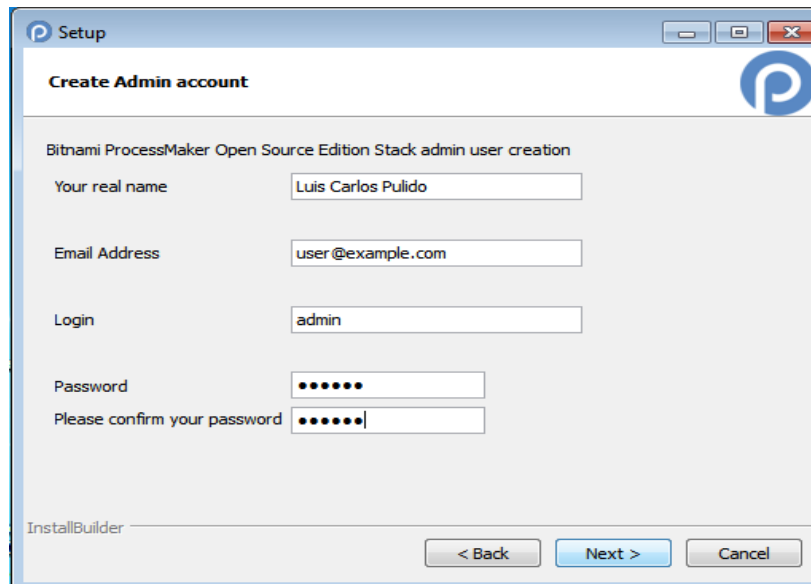 Setup
Create Admin account
Bitnami ProcessMaker Open Source Edition Stack admin user creation
Your real name Luis Carlos Pulido
Email Address user@example.com
Login admin
Password ••••••
Please confirm your password ••••••
InstallBuilder
< Back Next > Cancel